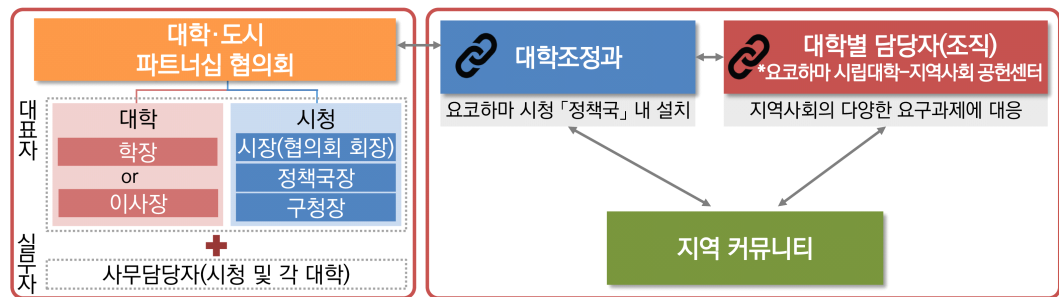 대학·도시
파트너십 협의회
대표자
대학
학장
or
이사장
시청
시장(협의회 회장)
정책국장
구청장
실무자
사무담당자(시청 및 각 대학)
대학조정과
요코하마 시청 「정책국」 내 설치
대학별 담당자(조직)
*요코하마 시립대학-지역사회 공헌센터
지역사회의 다양한 요구과제에 대응
지역 커뮤니티